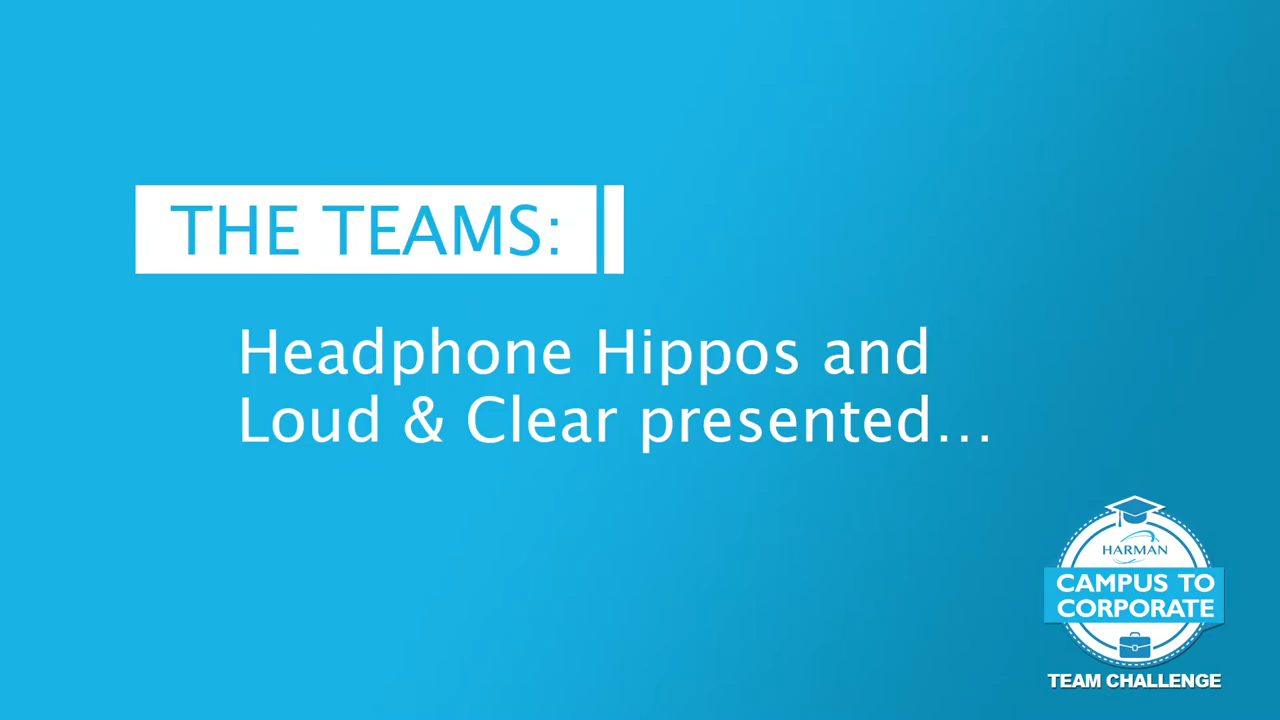 THE TEAMS:
Headphone Hippos and
Loud & Clear presented...
HARMAN
CAMPUS TO
CORPORATE
TEAM CHALLENGE